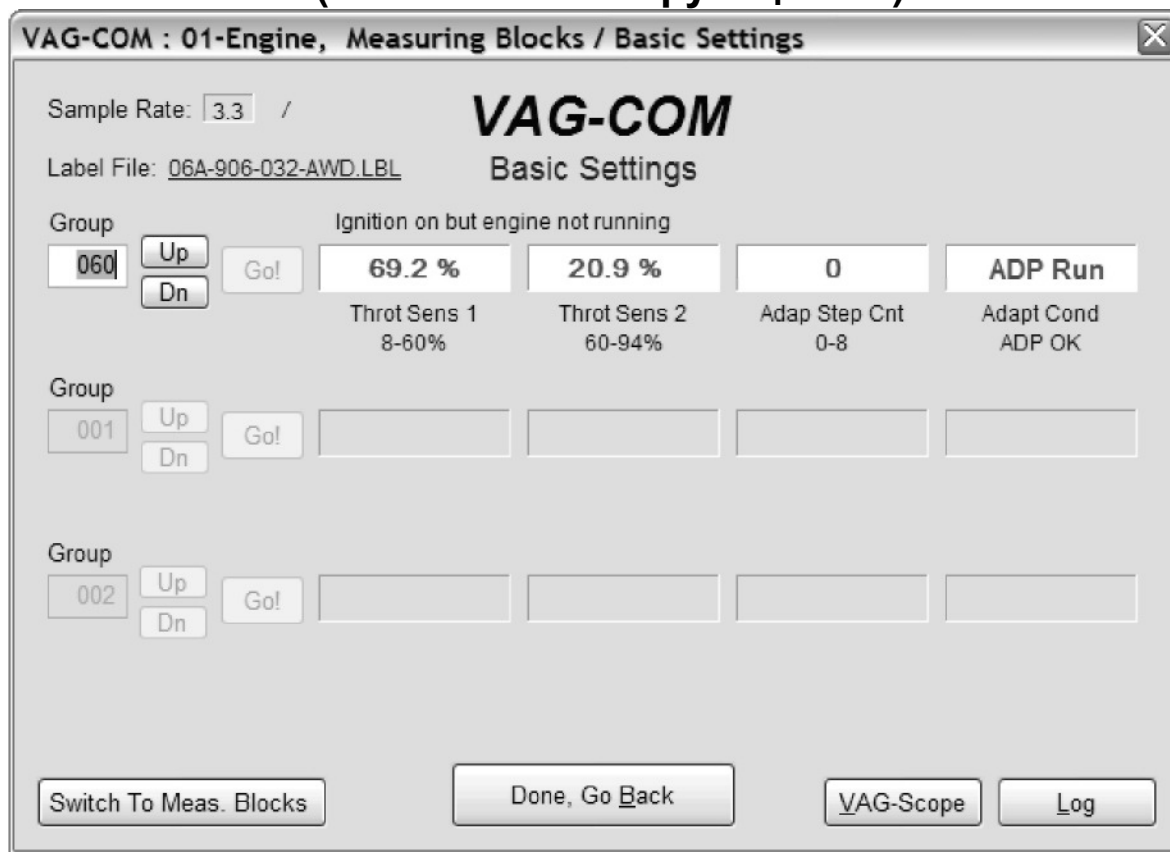 VAG-COM : 01-Engine, Measuring Blocks / Basic Settings
Sample Rate: 3.3 /
VAG-COM
Label File: 06A-906-032-AWD.LBL
Basic Settings
Group
Ignition on but engine not running
060 Up Dn Go! 69.2 % 20.9 % 0 ADP Run
Throt Sens 1 Throt Sens 2 Adap Step Cnt Adapt Cond
8-60% 60-94% 0-8 ADP OK
Group
001 Up Dn Go!
Group
002 Up Dn Go!
Switch To Meas. Blocks Done, Go Back VAG-Scope Log